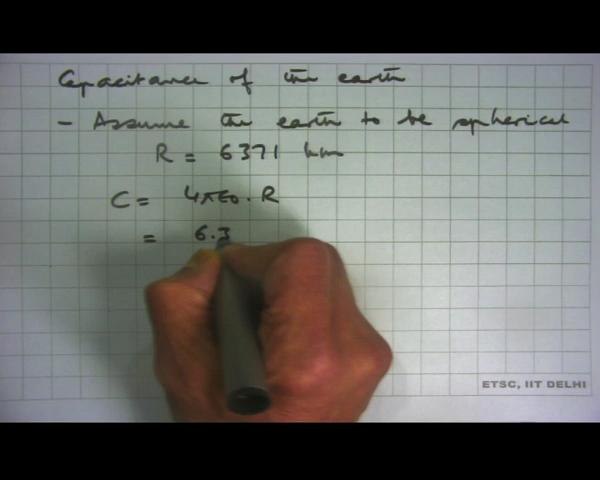 Capacitance of the earth
- Assume the earth to be spherical
R = 6371 km
C = 4πε0 . R
= 6.3
ETSC, IIT DELHI